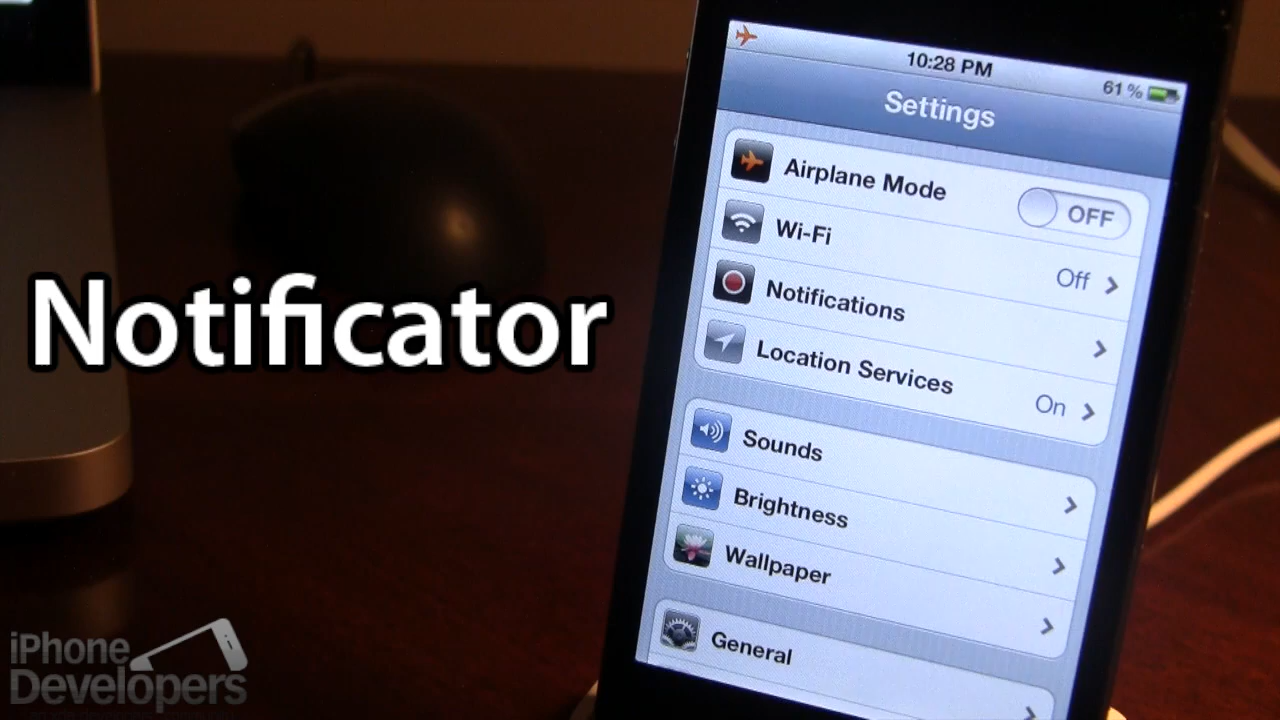 10:28 PM
61 %
Settings
Airplane Mode
OFF
Wi-Fi
Off
Notifications
Location Services
On
Sounds
Brightness
Wallpaper
General
Notificator
iPhone
Developers